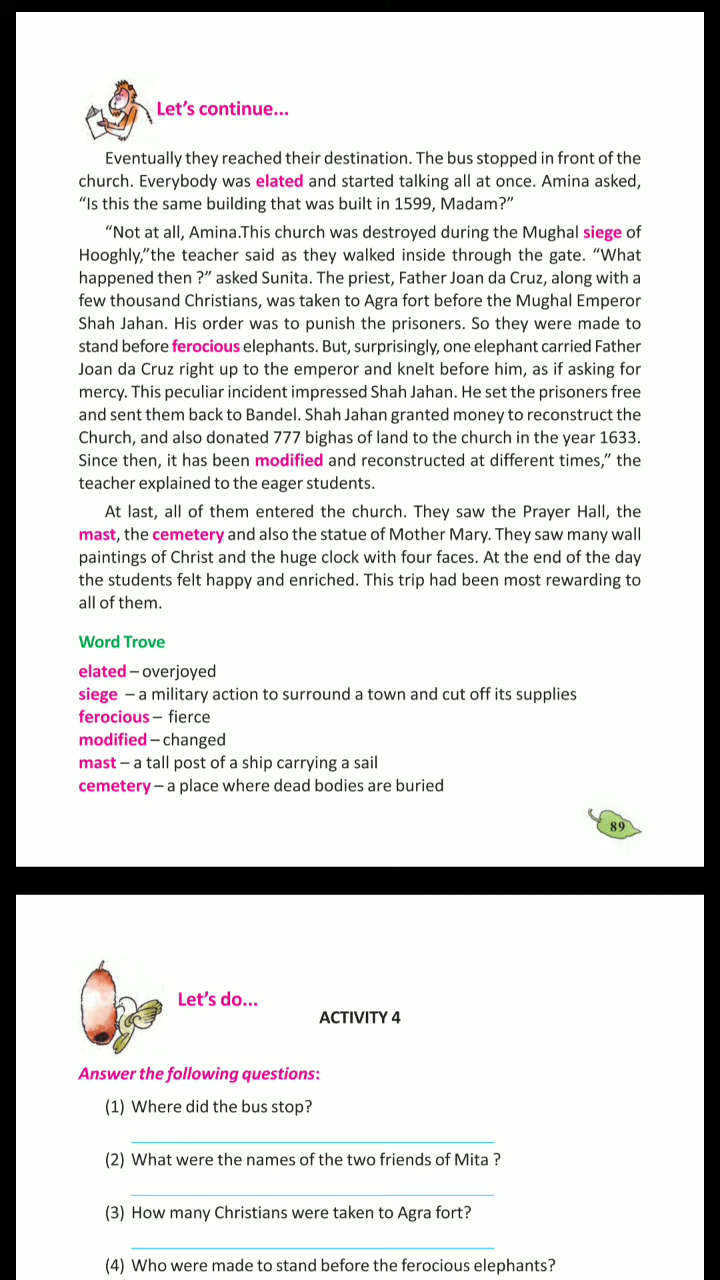 Let's continue...
Eventually they reached their destination. The bus stopped in front of the
church. Everybody was elated and started talking all at once. Amina asked,
“Is this the same building that was built in 1599, Madam?”
“Not at all, Amina.This church was destroyed during the Mughal siege of
Hooghly,”the teacher said as they walked inside through the gate. “What
happened then ?” asked Sunita. The priest, Father Joan da Cruz, along with a
few thousand Christians, was taken to Agra fort before the Mughal Emperor
Shah Jahan. His order was to punish the prisoners. So they were made to
stand before ferocious elephants. But, surprisingly, one elephant carried Father
Joan da Cruz right up to the emperor and knelt before him, as if asking for
mercy. This peculiar incident impressed Shah Jahan. He set the prisoners free
and sent them back to Bandel. Shah Jahan granted money to reconstruct the
Church, and also donated 777 bighas of land to the church in the year 1633.
Since then, it has been modified and reconstructed at different times,” the
teacher explained to the eager students.
At last, all of them entered the church. They saw the Prayer Hall, the
mast, the cemetery and also the statue of Mother Mary. They saw many wall
paintings of Christ and the huge clock with four faces. At the end of the day
the students felt happy and enriched. This trip had been most rewarding to
all of them.
Word Trove
elated – overjoyed
siege – a military action to surround a town and cut off its supplies
ferocious – fierce
modified – changed
mast – a tall post of a ship carrying a sail
cemetery – a place where dead bodies are buried
89
Let's do...
ACTIVITY 4
Answer the following questions:
(1) Where did the bus stop?
(2) What were the names of the two friends of Mita ?
(3) How many Christians were taken to Agra fort?
(4) Who were made to stand before the ferocious elephants?